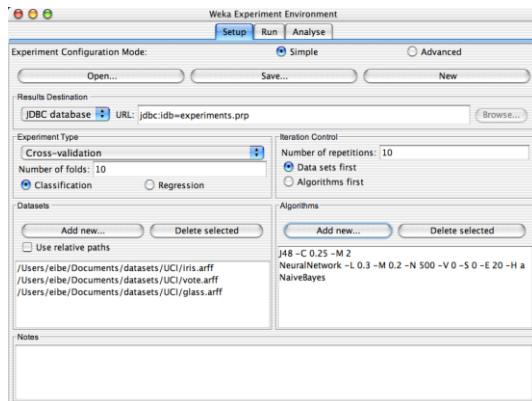 Weka Experiment Environment
Setup Run Analyse
Experiment Configuration Mode: Simple Advanced
Open... Save... New
Results Destination
JDBC database URL: jdbc:idb=experiments.prp Browse...
Experiment Type
Cross-validation
Number of folds: 10
Classification Regression
Iteration Control
Number of repetitions: 10
Data sets first
Algorithms first
Datasets
Add new... Delete selected
Use relative paths
/Users/eibe/Documents/datasets/UCI/iris.arff
/Users/eibe/Documents/datasets/UCI/vote.arff
/Users/eibe/Documents/datasets/UCI/glass.arff
Algorithms
Add new... Delete selected
J48 -C 0.25 -M 2
NeuralNetwork -L 0.3 -M 0.2 -N 500 -V 0 -S 0 -E 20 -H a
NaiveBayes
Notes